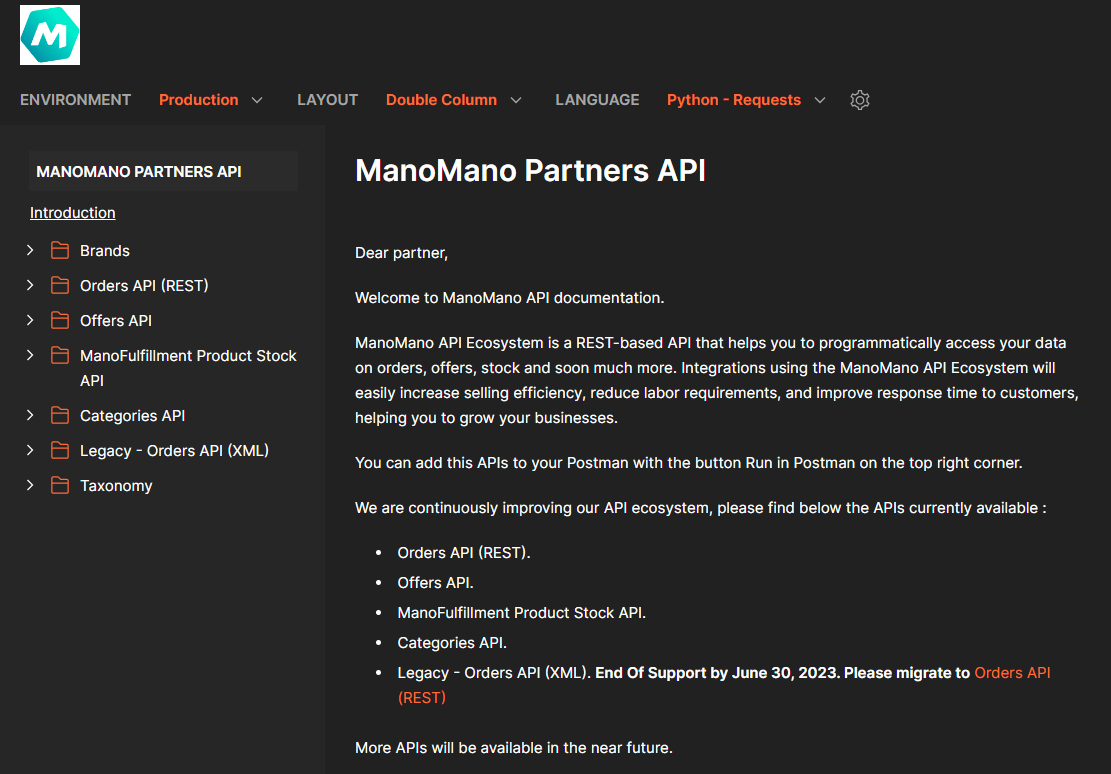 M
ENVIRONMENT Production LAYOUT Double Column LANGUAGE Python - Requests
MANOMANO PARTNERS API
Introduction
Brands
Orders API (REST)
Offers API
ManoFulfillment Product Stock
API
Categories API
Legacy - Orders API (XML)
Taxonomy
ManoMano Partners API
Dear partner,
Welcome to ManoMano API documentation.
ManoMano API Ecosystem is a REST-based API that helps you to programmatically access your data
on orders, offers, stock and soon much more. Integrations using the ManoMano API Ecosystem will
easily increase selling efficiency, reduce labor requirements, and improve response time to customers,
helping you to grow your businesses.
You can add this APIs to your Postman with the button Run in Postman on the top right corner.
We are continuously improving our API ecosystem, please find below the APIs currently available :
• Orders API (REST).
• Offers API.
• ManoFulfillment Product Stock API.
• Categories API.
• Legacy - Orders API (XML). End Of Support by June 30, 2023. Please migrate to Orders API
(REST)
More APIs will be available in the near future.